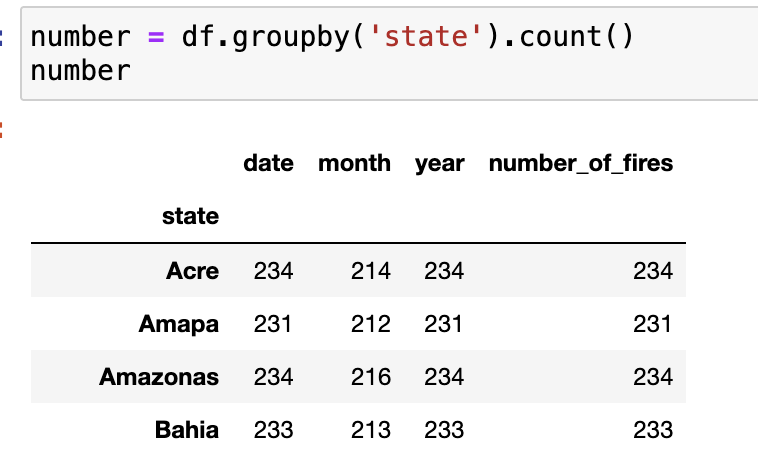 number = df.groupby('state').count()
number
date month year number_of_fires
state
Acre 234 214 234 234
Amapa 231 212 231 231
Amazonas 234 216 234 234
Bahia 233 213 233 233